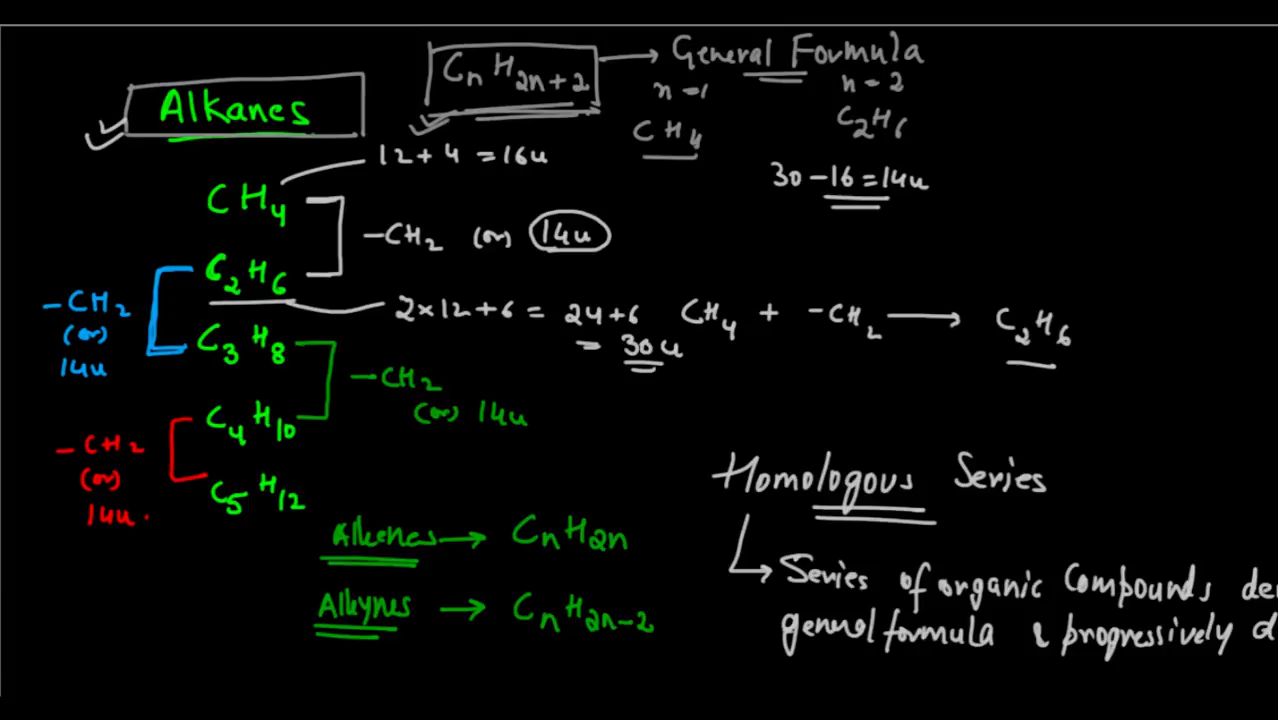 CnH2n+2 → General Formula
Alkanes
n=1
n=2
CH4
C2H6
12+4 = 16u
30-16=14u
CH4
-CH2 (or) 14u
C2H6
-CH2
(or)
14u
2×12+6 = 24+6
= 30u
CH4 + -CH2 → C2H6
C3H8
-CH2
(or) 14u
C4H10
-CH2
(or)
14u.
C5H12
Homologous Series
Alkenes → CnH2n
Alkynes → CnH2n-2
Series of organic Compounds de
general formula & progressively d